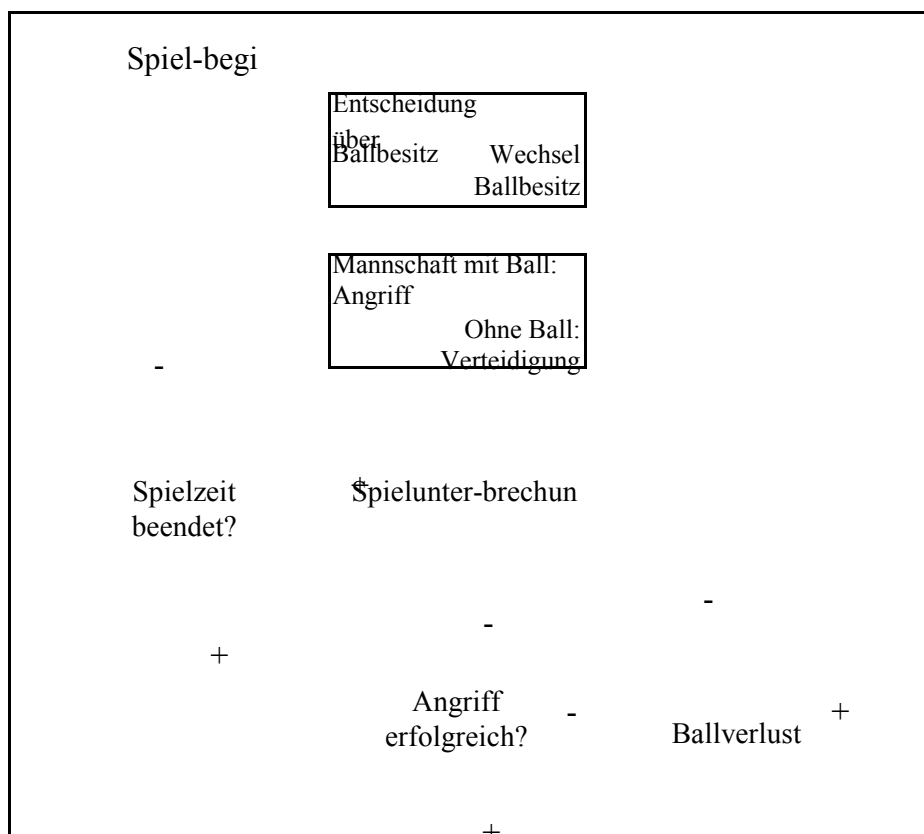 Spiel-begi
Entscheidung
über
Ballbesitz
Wechsel
Ballbesitz
Mannschaft mit Ball:
Angriff
Ohne Ball:
Verteidigung
-
Spielzeit
beendet?
+
Spielunter-brechun
-
-
+
Angriff
erfolgreich?
-
Ballverlust
+
+